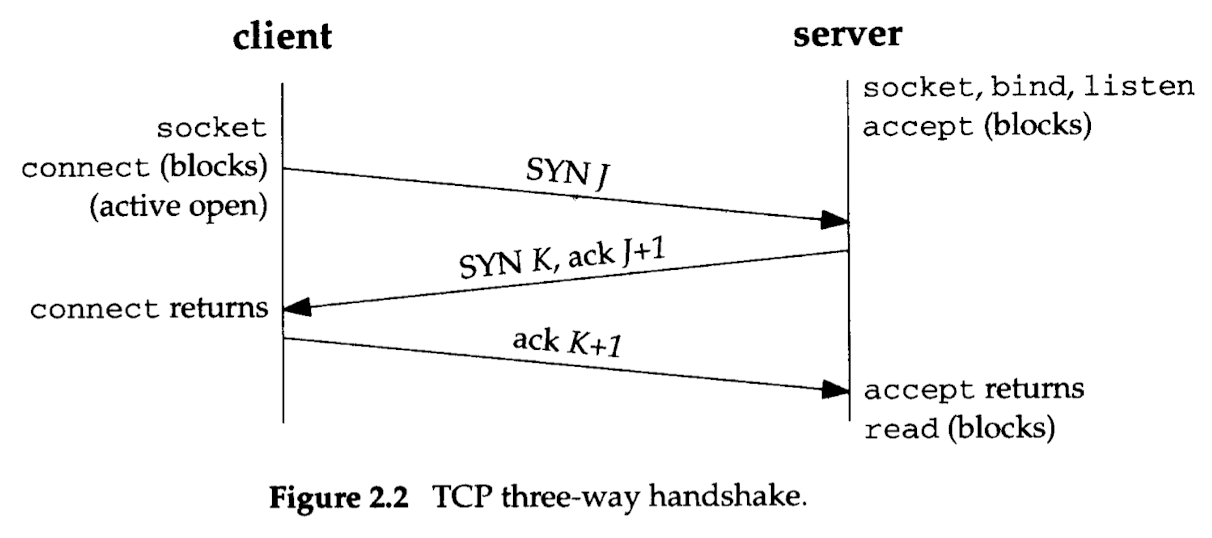 client
server
socket, bind, listen
accept (blocks)
socket
connect (blocks)
(active open)
SYN J
SYN K, ack J+1
connect returns
ack K+1
accept returns
read (blocks)
Figure 2.2 TCP three-way handshake.